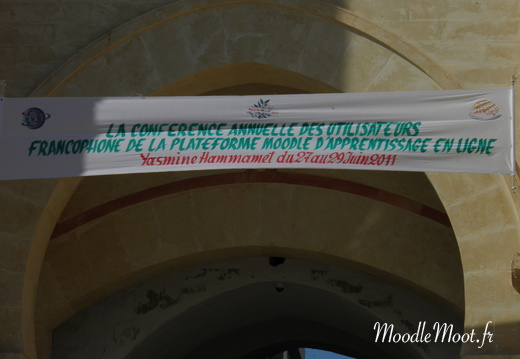 LA CONFERENCE ANNUELLE DES UTILISATEURS
FRANCOPHONE DE LA PLATEFORME MOODLE D'APPRENTISSAGE EN LIGNE
Yasmine Hammamet du 27 au 29 Juin 2011
MoodleMoot.fr